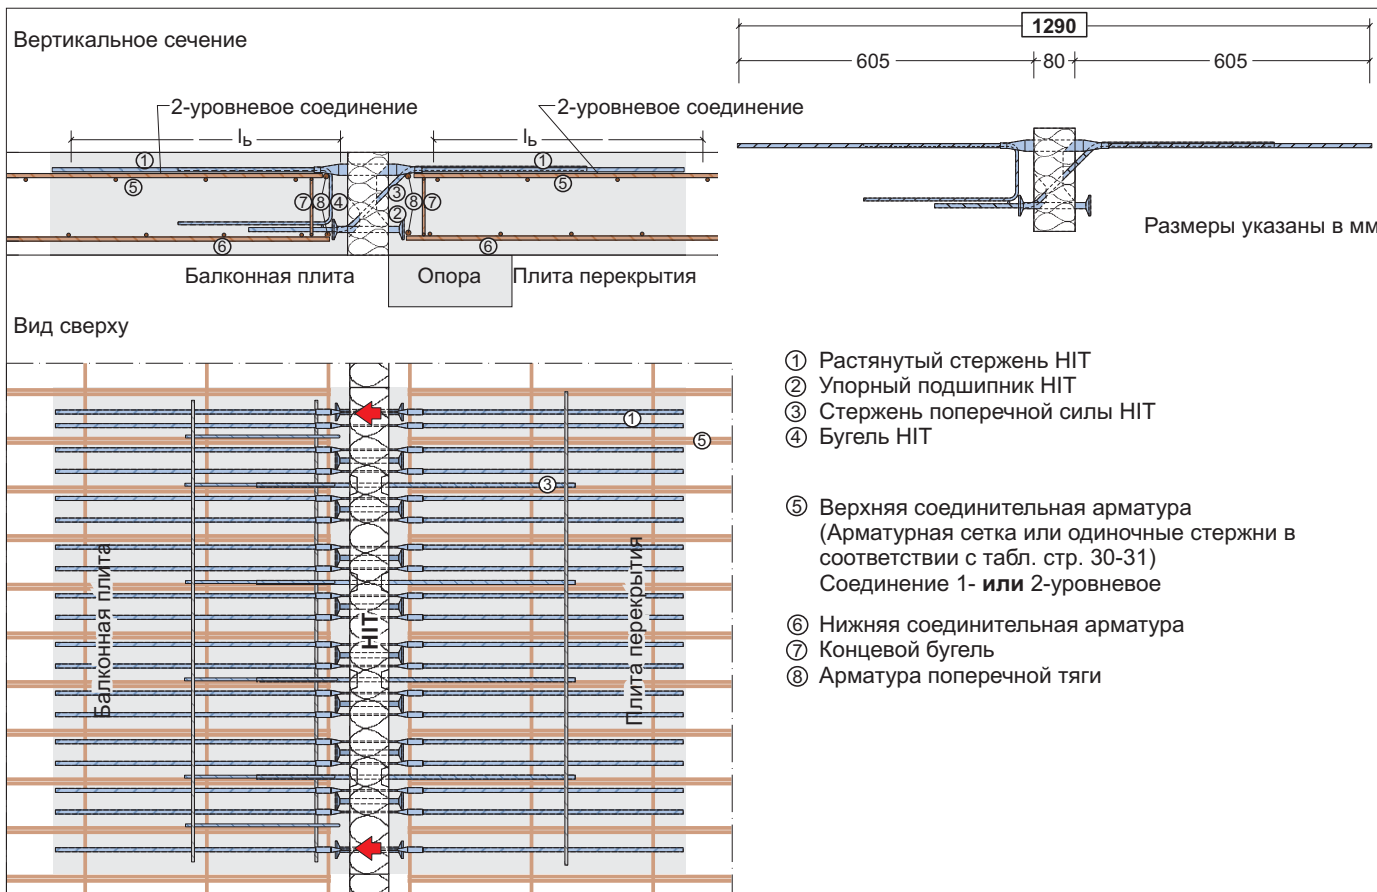 Вертикальное сечение
1290
605
80
605
2-уровневое соединение
2-уровневое соединение
lь
lь
1
1
5
5
7
8
4
3
2
8
7
6
6
Размеры указаны в мм
Балконная плита
Опора
Плита перекрытия
Вид сверху
1
5
3
Балконная плита
HIT
Плита перекрытия
① Растянутый стержень HIT
② Упорный подшипник HIT
③ Стержень поперечной силы HIT
④ Бугель HIT
⑤ Верхняя соединительная арматура
(Арматурная сетка или одиночные стержни в
соответствии с табл. стр. 30-31)
Соединение 1- или 2-уровневое
⑥ Нижняя соединительная арматура
⑦ Концевой бугель
⑧ Арматура поперечной тяги